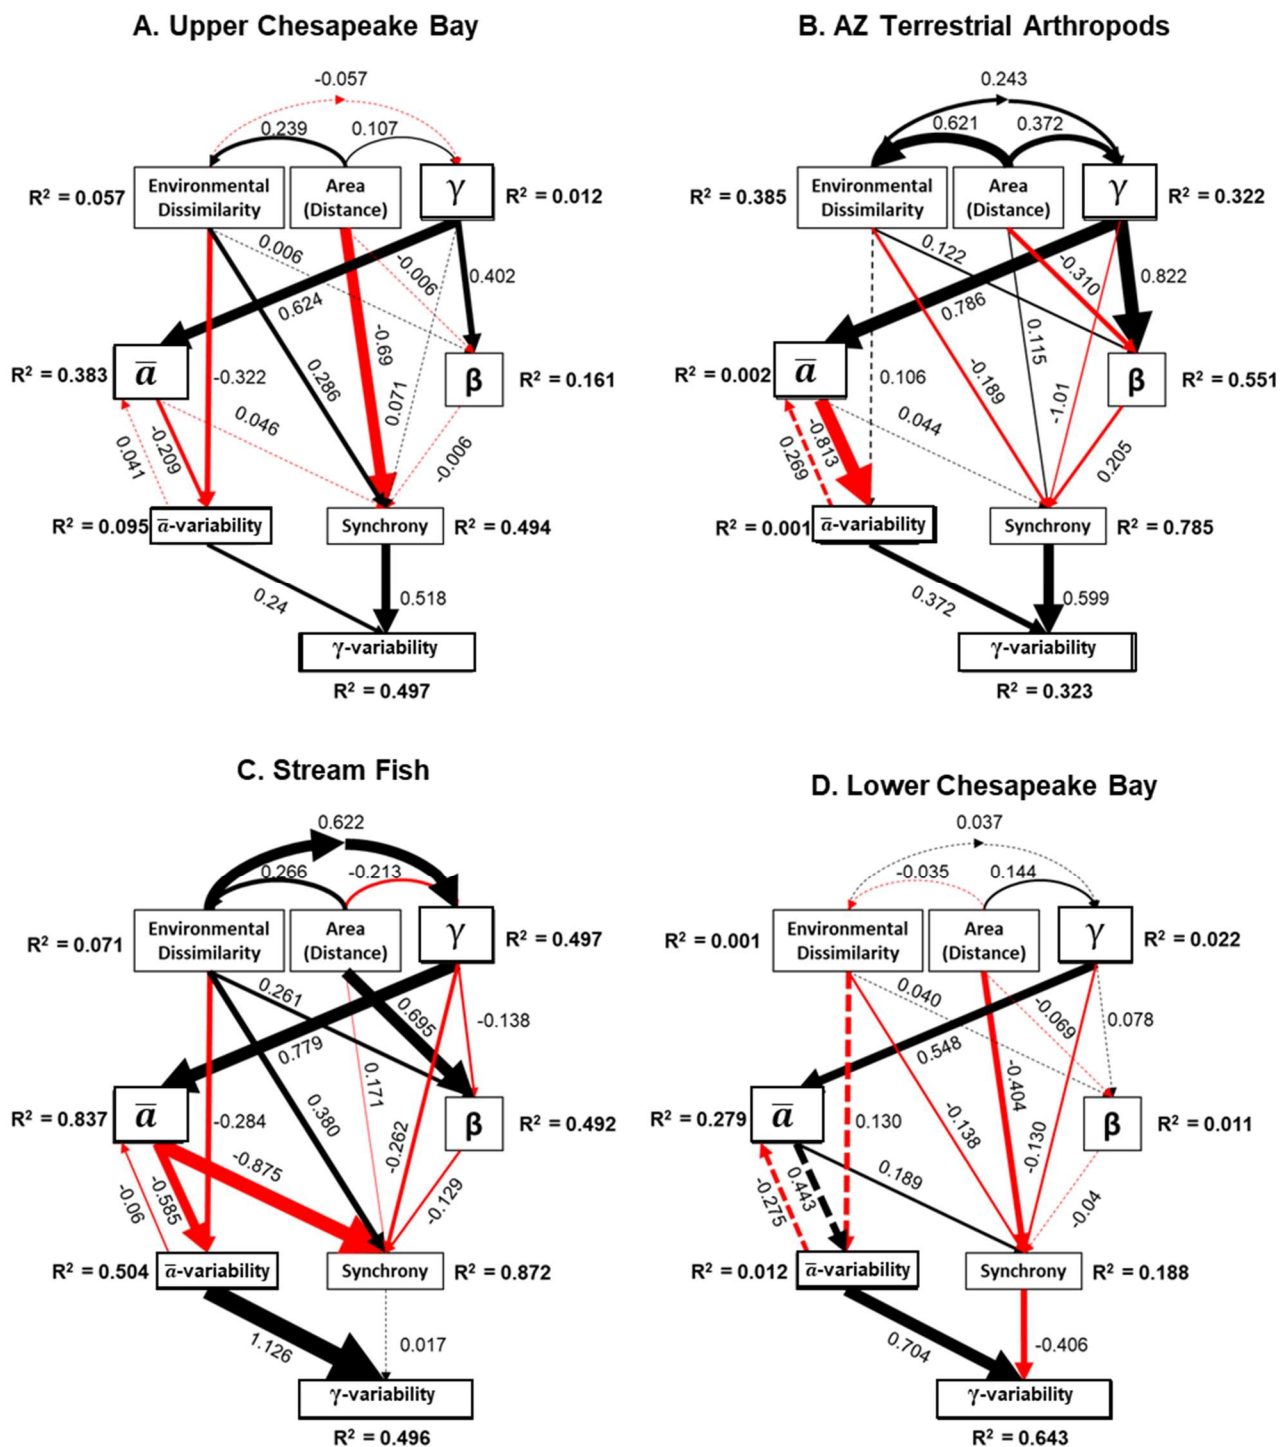 A. Upper Chesapeake Bay
-0.057
0.239
0.107
Environmental
Dissimilarity
Area
(Distance)
γ
R² = 0.057
R² = 0.012
0.006
-0.006
0.402
0.624
-0.69
R² = 0.383
a̅
-0.322
0.286
0.071
β
R² = 0.161
0.046
-0.006
0.041
-0.209
R² = 0.095
a̅-variability
Synchrony
R² = 0.494
0.24
0.518
γ-variability
R² = 0.497
B. AZ Terrestrial Arthropods
0.243
0.621
0.372
R² = 0.385
Environmental
Dissimilarity
Area
(Distance)
γ
R² = 0.322
0.122
-0.310
0.822
0.786
0.115
R² = 0.002
a̅
0.106
-0.189
-1.01
β
R² = 0.551
0.044
0.205
0.269
-0.813
R² = 0.001
a̅-variability
Synchrony
R² = 0.785
0.372
0.599
γ-variability
R² = 0.323
C. Stream Fish
0.622
0.266
-0.213
R² = 0.071
Environmental
Dissimilarity
Area
(Distance)
γ
R² = 0.497
0.261
0.695
-0.138
0.779
0.171
R² = 0.837
a̅
-0.284
0.380
-0.262
β
R² = 0.492
-0.875
-0.129
-0.06
-0.585
R² = 0.504
a̅-variability
Synchrony
R² = 0.872
1.126
0.017
γ-variability
R² = 0.496
D. Lower Chesapeake Bay
0.037
-0.035
0.144
R² = 0.001
Environmental
Dissimilarity
Area
(Distance)
γ
R² = 0.022
0.040
-0.069
0.078
0.548
-0.404
R² = 0.279
a̅
0.130
-0.138
-0.130
β
R² = 0.011
0.189
-0.04
-0.275
0.443
R² = 0.012
a̅-variability
Synchrony
R² = 0.188
0.704
-0.406
γ-variability
R² = 0.643